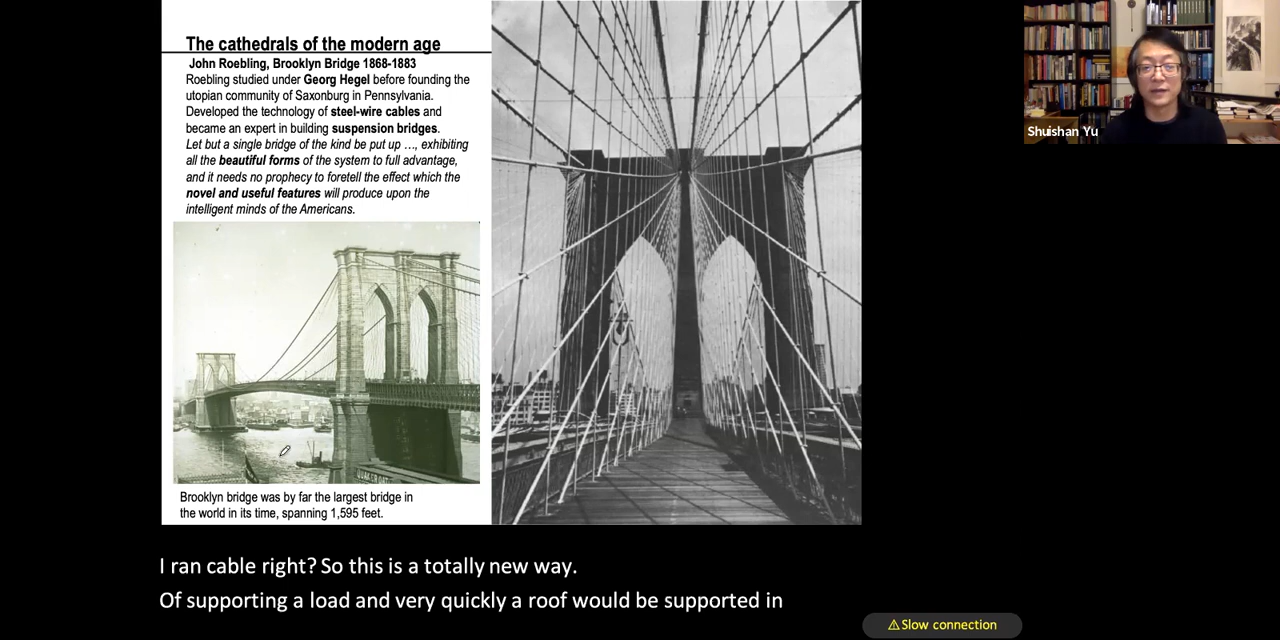 The cathedrals of the modern age
John Roebling, Brooklyn Bridge 1868-1883
Roebling studied under Georg Hegel before founding the
utopian community of Saxonburg in Pennsylvania.
Developed the technology of steel-wire cables and
became an expert in building suspension bridges.
Let but a single bridge of the kind be put up …, exhibiting
all the beautiful forms of the system to full advantage,
and it needs no prophecy to foretell the effect which the
novel and useful features will produce upon the
intelligent minds of the Americans.
Brooklyn bridge was by far the largest bridge in
the world in its time, spanning 1,595 feet.
Shuishan Yu
I ran cable right? So this is a totally new way.
Of supporting a load and very quickly a roof would be supported in
⚠Slow connection